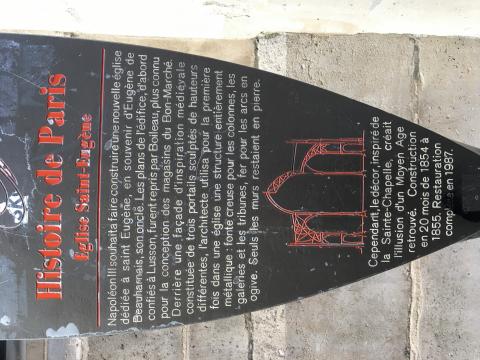 Histoire de Paris
Eglise Saint-Eugène
Napoléon III souhaita faire construire une nouvelle église
dédiée à saint Eugène, en souvenir d'Eugène de
Beauharnais, son oncle. Les plans de l'édifice, d'abord
confiés à Lusson, furent repris par Boileau, plus connu
pour la conception des magasins du Bon-Marché.
Derrière une façade d'inspiration médiévale
constituée de trois portails sculptés de hauteurs
différentes, l'architecte utilisa pour la première
fois dans une église une structure entièrement
métallique : fonte creuse pour les colonnes, les
galeries et les tribunes, fer pour les arcs en
ogive. Seuls les murs restaient en pierre.
Cependant, le décor, inspiré de
la Sainte-Chapelle, créait
l'illusion d'un Moyen Age
retrouvé. Construction
en 20 mois de 1854 à
1855. Restauration
complète en 1987.